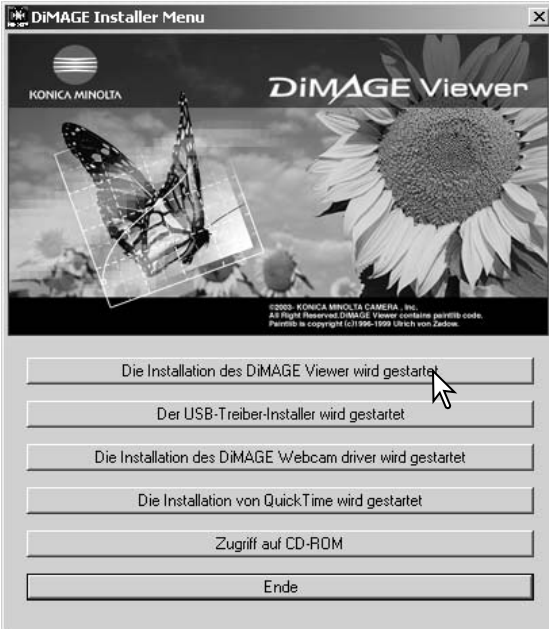 DiMAGE Installer Menu
KONICA MINOLTA
DiMAGE Viewer
©2003- KONICA MINOLTA CAMERA , Inc.
All Right Reserved.DiMAGE Viewer contains paintlib code.
Paintlib is copyright (c)1996-1999 Ulrich von Zadow.
Die Installation des DiMAGE Viewer wird gestartet
Der USB-Treiber-Installer wird gestartet
Die Installation des DiMAGE Webcam driver wird gestartet
Die Installation von QuickTime wird gestartet
Zugriff auf CD-ROM
Ende